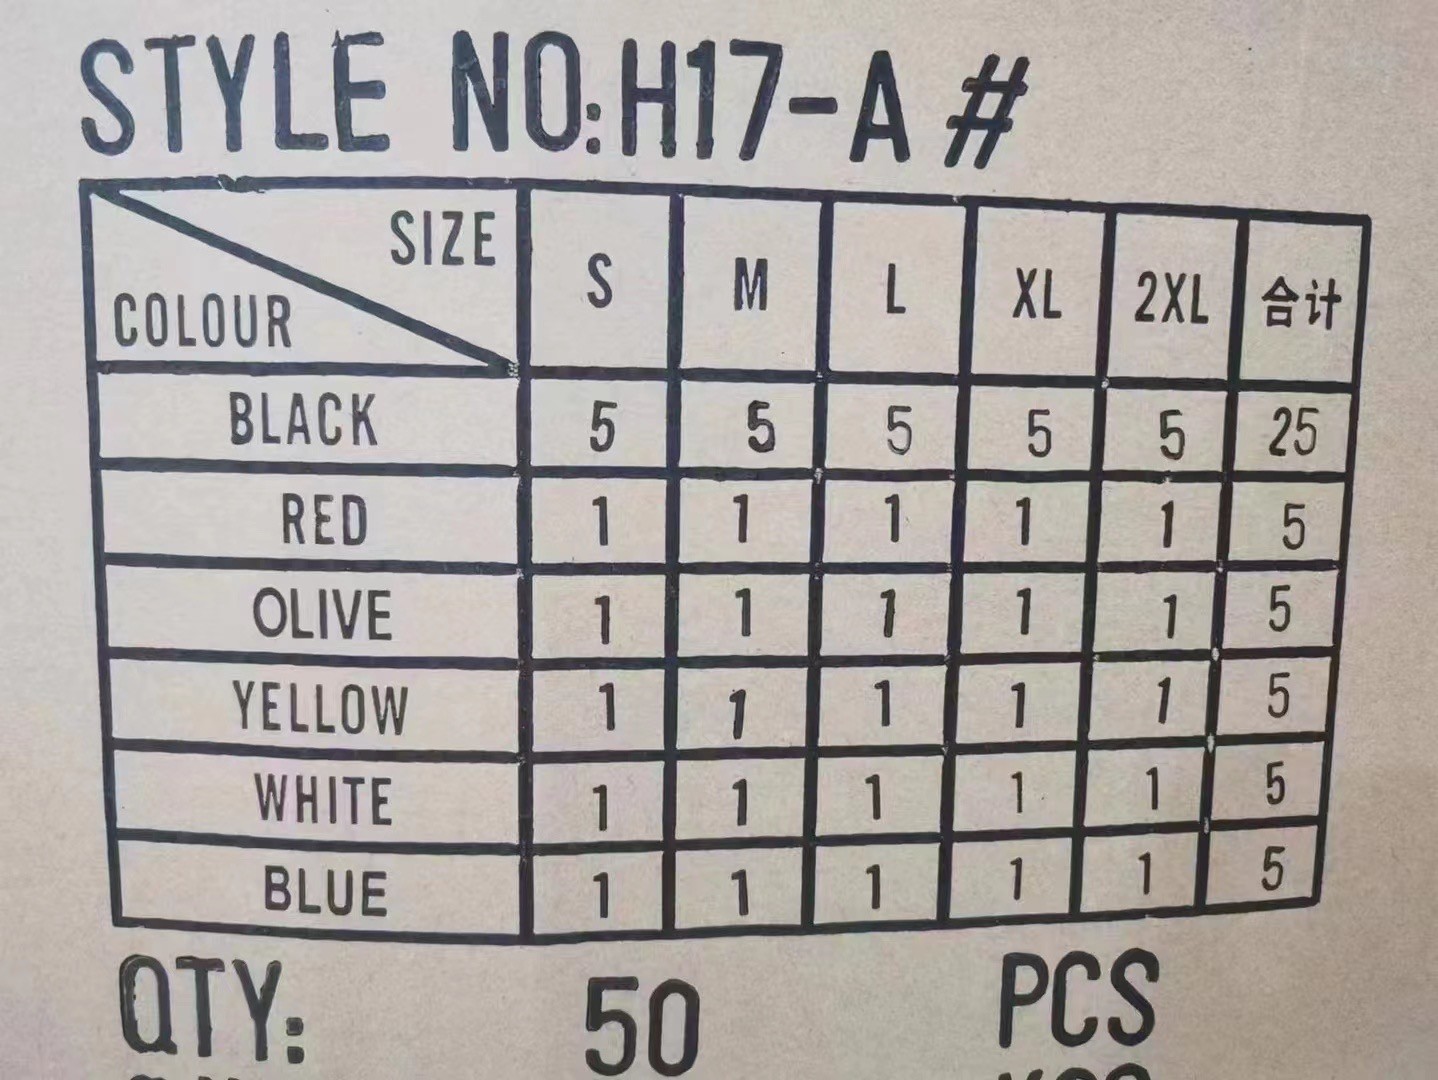 STYLE NO:H17-A#
SIZE
COLOUR S M L XL 2XL 合计
BLACK 5 5 5 5 5 25
RED 1 1 1 1 1 5
OLIVE 1 1 1 1 1 5
YELLOW 1 1 1 1 1 5
WHITE 1 1 1 1 1 5
BLUE 1 1 1 1 1 5
QTY: 50 PCS